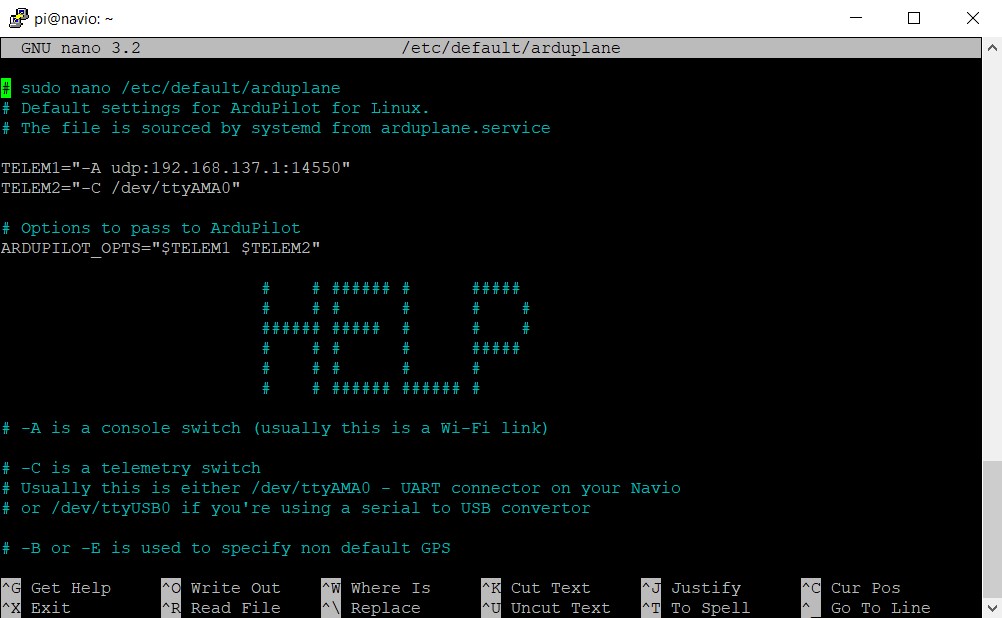 pi@navio: ~
GNU nano 3.2 /etc/default/arduplane
# sudo nano /etc/default/arduplane
# Default settings for ArduPilot for Linux.
# The file is sourced by systemd from arduplane.service
TELEM1="-A udp:192.168.137.1:14550"
TELEM2="-C /dev/ttyAMA0"
# Options to pass to ArduPilot
ARDUPILOT_OPTS="$TELEM1 $TELEM2"
#    # ###### #      #####
#    # #      #      #    #
###### #####  #      #    #
#    # #      #      #####
#    # #      #      #
#    # ###### ###### #
# -A is a console switch (usually this is a Wi-Fi link)
# -C is a telemetry switch
# Usually this is either /dev/ttyAMA0 - UART connector on your Navio
# or /dev/ttyUSB0 if you're using a serial to USB convertor
# -B or -E is used to specify non default GPS
^G Get Help ^O Write Out ^W Where Is ^K Cut Text ^J Justify ^C Cur Pos
^X Exit ^R Read File ^\ Replace ^U Uncut Text ^T To Spell ^_ Go To Line